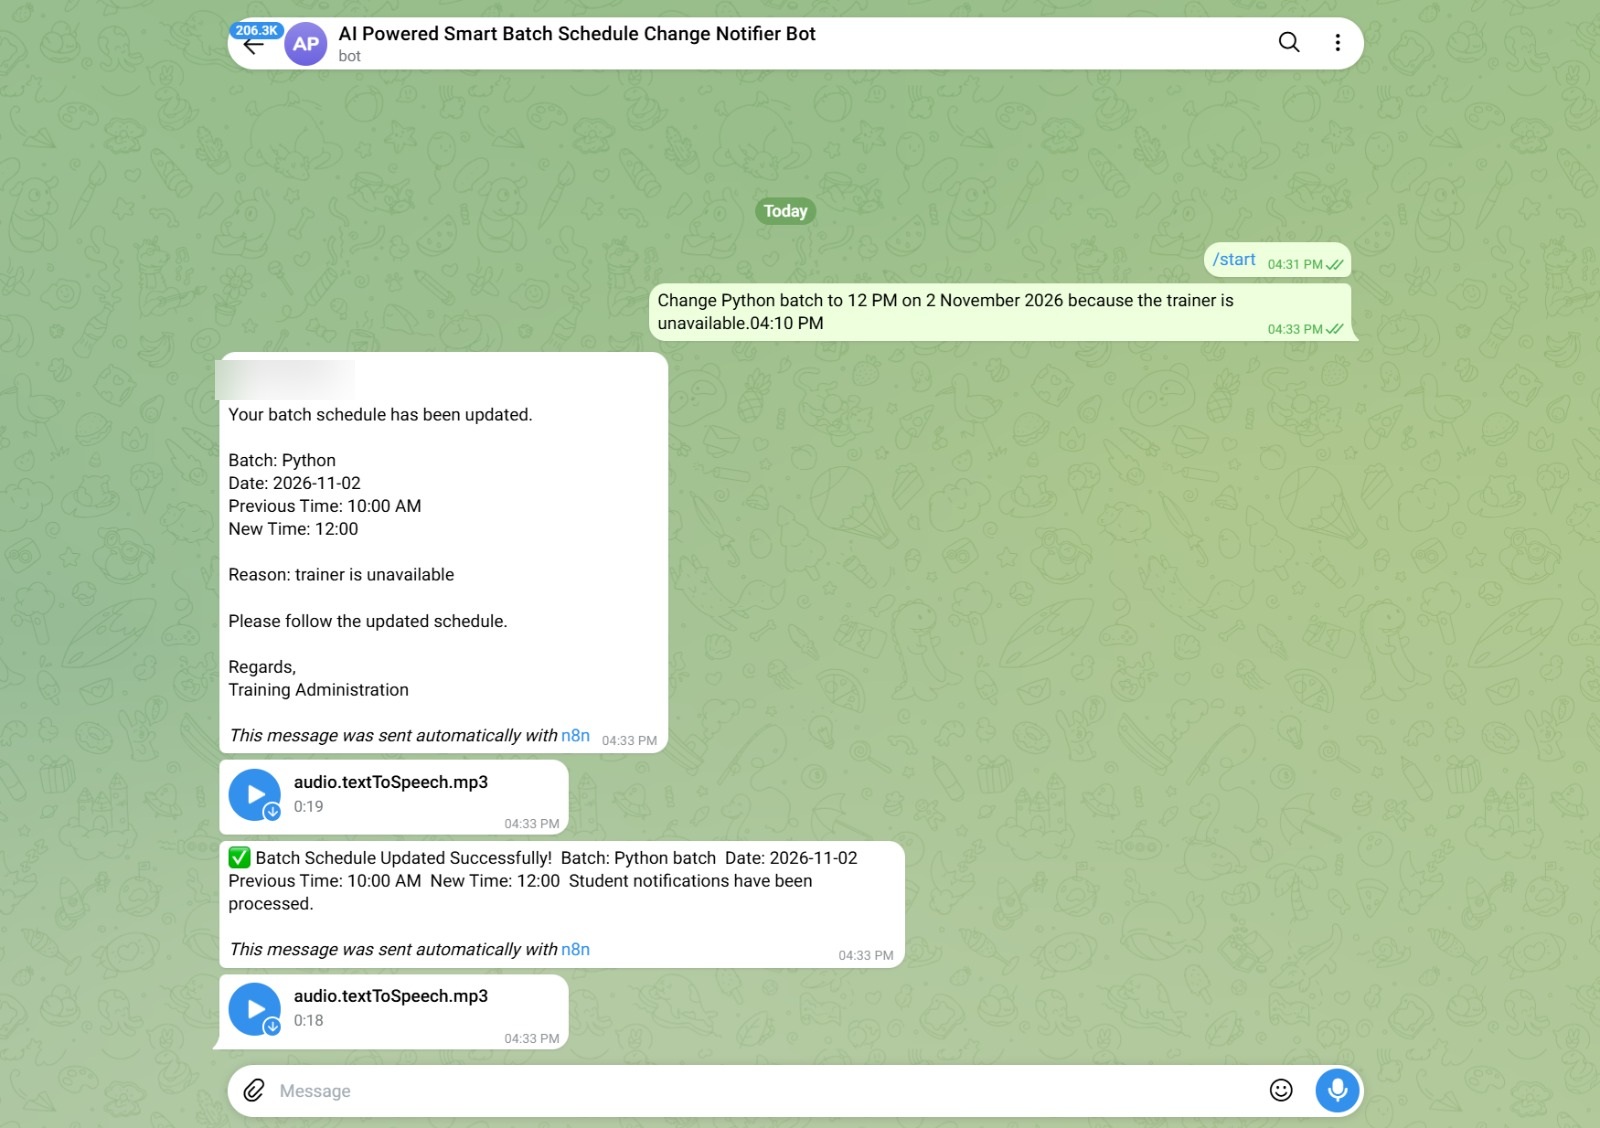 206.3K
AP
AI Powered Smart Batch Schedule Change Notifier Bot
bot
Today
/start 04:31 PM
Change Python batch to 12 PM on 2 November 2026 because the trainer is
unavailable.04:10 PM
04:33 PM
Your batch schedule has been updated.
Batch: Python
Date: 2026-11-02
Previous Time: 10:00 AM
New Time: 12:00
Reason: trainer is unavailable
Please follow the updated schedule.
Regards,
Training Administration
This message was sent automatically with n8n 04:33 PM
audio.textToSpeech.mp3
0:19
04:33 PM
✅ Batch Schedule Updated Successfully!  Batch: Python batch  Date: 2026-11-02
Previous Time: 10:00 AM  New Time: 12:00  Student notifications have been
processed.
This message was sent automatically with n8n 04:33 PM
audio.textToSpeech.mp3
0:18
04:33 PM
Message